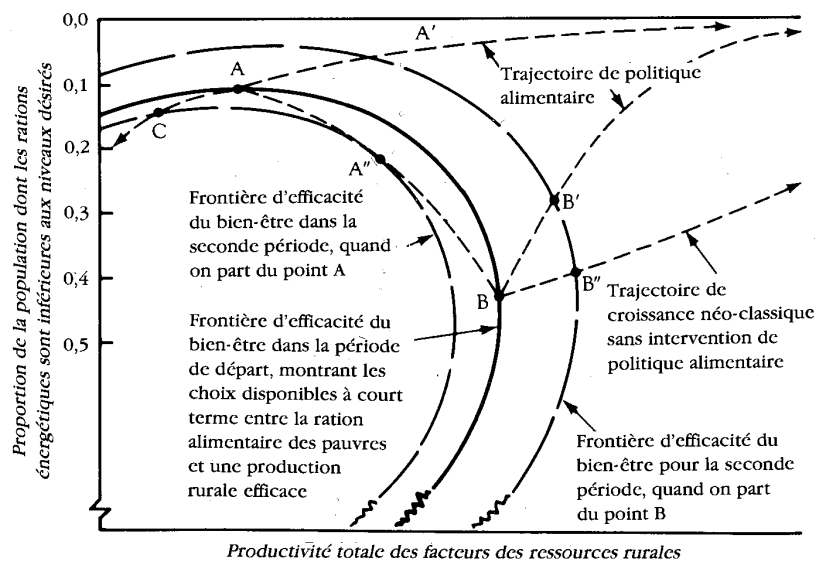 Proportion de la population dont les rations
énergétiques sont inférieures aux niveaux désirés
0,0
0,1
0,2
0,3
0,4
0,5
A'
A
C
A"
B
B'
B"
Trajectoire de politique
alimentaire
Frontière d'efficacité
du bien-être dans la
seconde période, quand
on part du point A
Frontière d'efficacité du
bien-être dans la période
de départ, montrant les
choix disponibles à court
terme entre la ration
alimentaire des pauvres
et une production
rurale efficace
Trajectoire de
croissance néo-classique
sans intervention de
politique alimentaire
Frontière d'efficacité du
bien-être pour la seconde
période, quand on part
du point B
Productivité totale des facteurs des ressources rurales